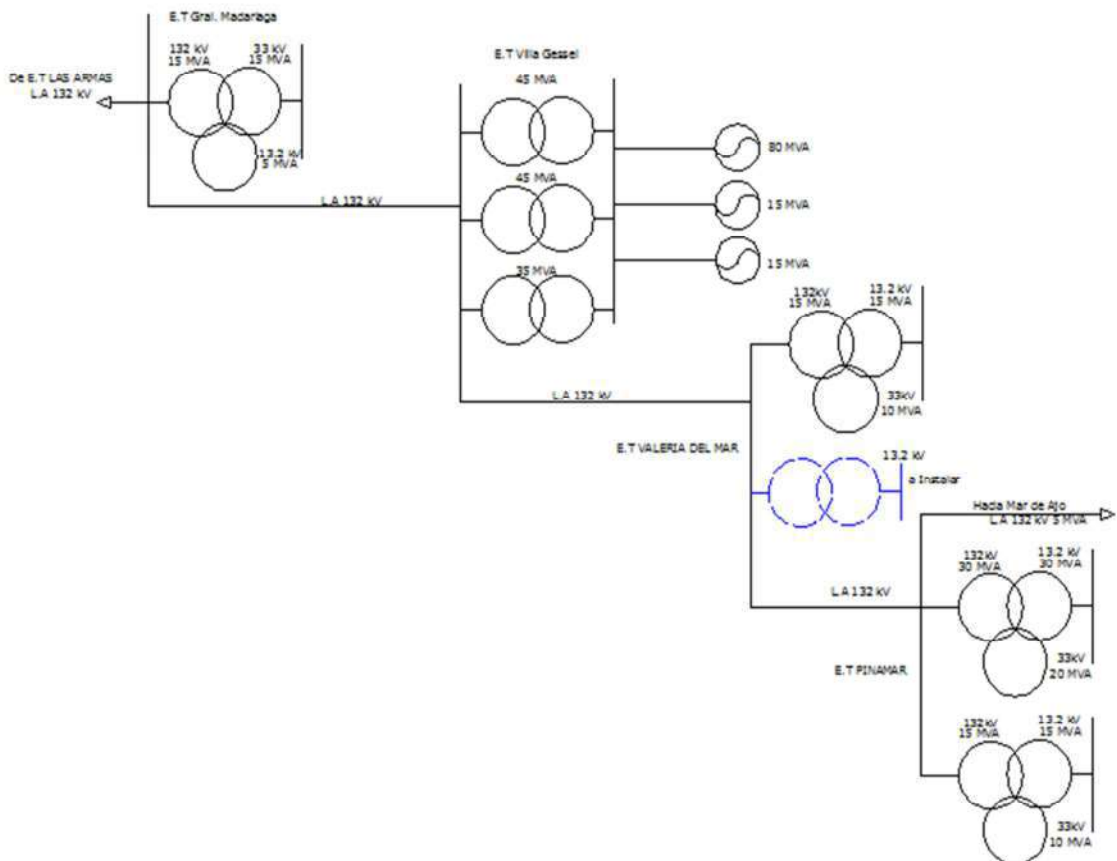 E.T Gral. Madariaga
132 kV
15 MVA
33 kV
15 MVA
De E.T LAS ARMAS
L.A 132 kV
13.2 kV
5 MVA
L.A 132 kV
E.T Villa Gessel
45 MVA
45 MVA
35 MVA
80 MVA
15 MVA
15 MVA
L.A 132 kV
132kV
15 MVA
13.2 kV
15 MVA
33kV
10 MVA
E.T VALERIA DEL MAR
13.2 kV
a Instalar
Hacia Mar de Ajo
L.A 132 kV 5 MVA
L.A 132 kV
132kV
30 MVA
13.2 kV
30 MVA
33kV
20 MVA
E.T PINAMAR
132kV
15 MVA
13.2 kV
15 MVA
33kV
10 MVA